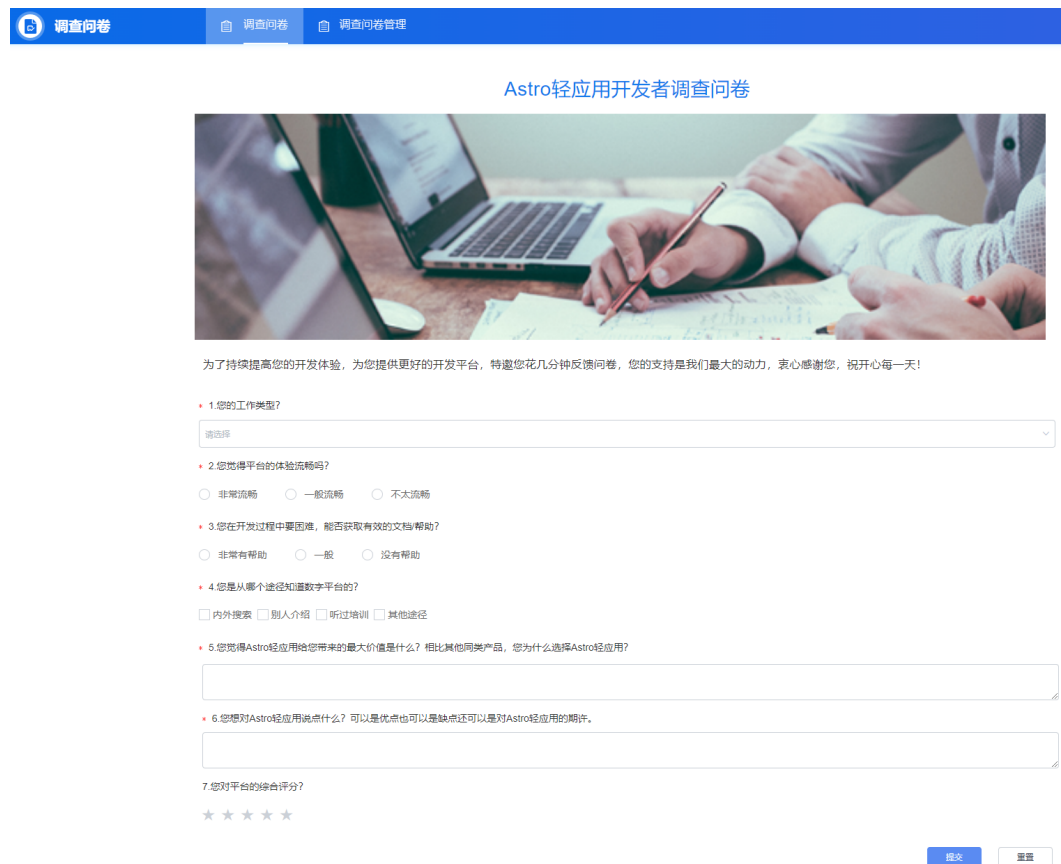 调查问卷
调查问卷
调查问卷管理
Astro轻应用开发者调查问卷
为了持续提高您的开发体验，为您提供更好的开发平台，特邀您花几分钟反馈问卷，您的支持是我们最大的动力，衷心感谢您，祝开心每一天！
* 1.您的工作类型？
请选择
* 2.您觉得平台的体验流畅吗？
非常流畅 一般流畅 不太流畅
* 3.您在开发过程中要困难，能否获取有效的文档/帮助？
非常有帮助 一般 没有帮助
* 4.您是从哪个途径知道数字平台的？
内外搜索 别人介绍 听过培训 其他途径
* 5.您觉得Astro轻应用给您带来的最大价值是什么？相比其他同类产品，您为什么选择Astro轻应用？
* 6.您想对Astro轻应用说点什么？可以是优点也可以是缺点还可以是对Astro轻应用的期许。
7.您对平台的综合评分？
提交 重置